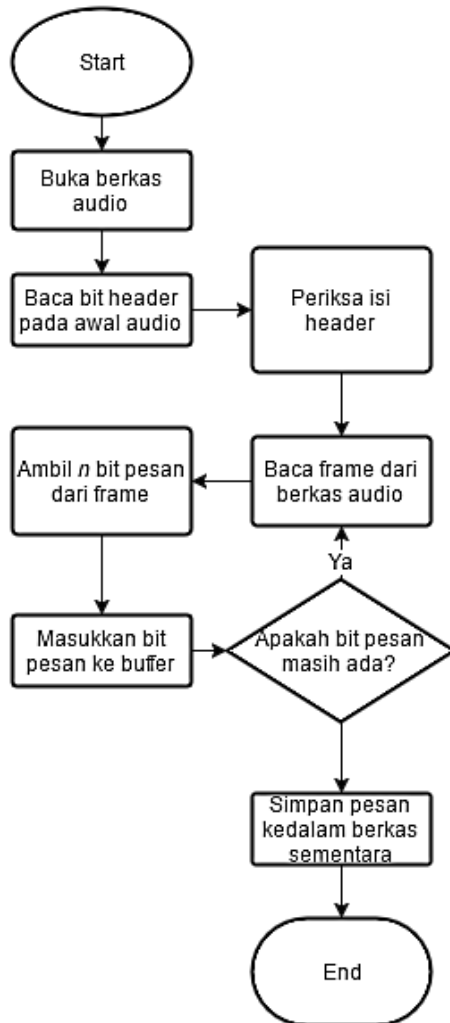 Start
Buka berkas
audio
Baca bit header
pada awal audio
Periksa isi
header
Baca frame dari
berkas audio
Ambil n bit pesan
dari frame
Masukkan bit
pesan ke buffer
Apakah bit pesan
masih ada?
Ya
Simpan pesan
kedalam berkas
sementara
End